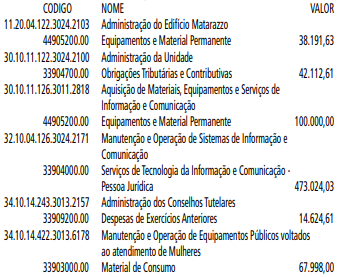 CODIGO NOME VALOR
11.20.04.122.3024.2103 Administração do Edifício Matarazzo
44905200.00 Equipamentos e Material Permanente 38.191,63
30.10.11.122.3024.2100 Administração da Unidade
33904700.00 Obrigações Tributárias e Contributivas 42.112,61
30.10.11.126.3011.2818 Aquisição de Materiais, Equipamentos e Serviços de
Informação e Comunicação
44905200.00 Equipamentos e Material Permanente 100.000,00
32.10.04.126.3024.2171 Manutenção e Operação de Sistemas de Informação e
Comunicação
33904000.00 Serviços de Tecnologia da Informação e Comunicação -
Pessoa Jurídica 473.024,03
34.10.14.243.3013.2157 Administração dos Conselhos Tutelares
33909200.00 Despesas de Exercícios Anteriores 14.624,61
34.10.14.422.3013.6178 Manutenção e Operação de Equipamentos Públicos voltados
ao atendimento de Mulheres
33903000.00 Material de Consumo 67.998,00